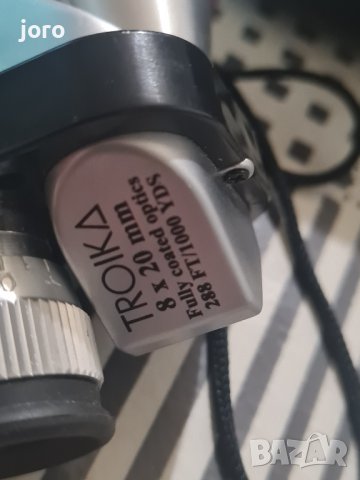 joro
TROIKA
8 x 20 mm
Fully coated optics
288 FT/1000 YDS
BAZAR